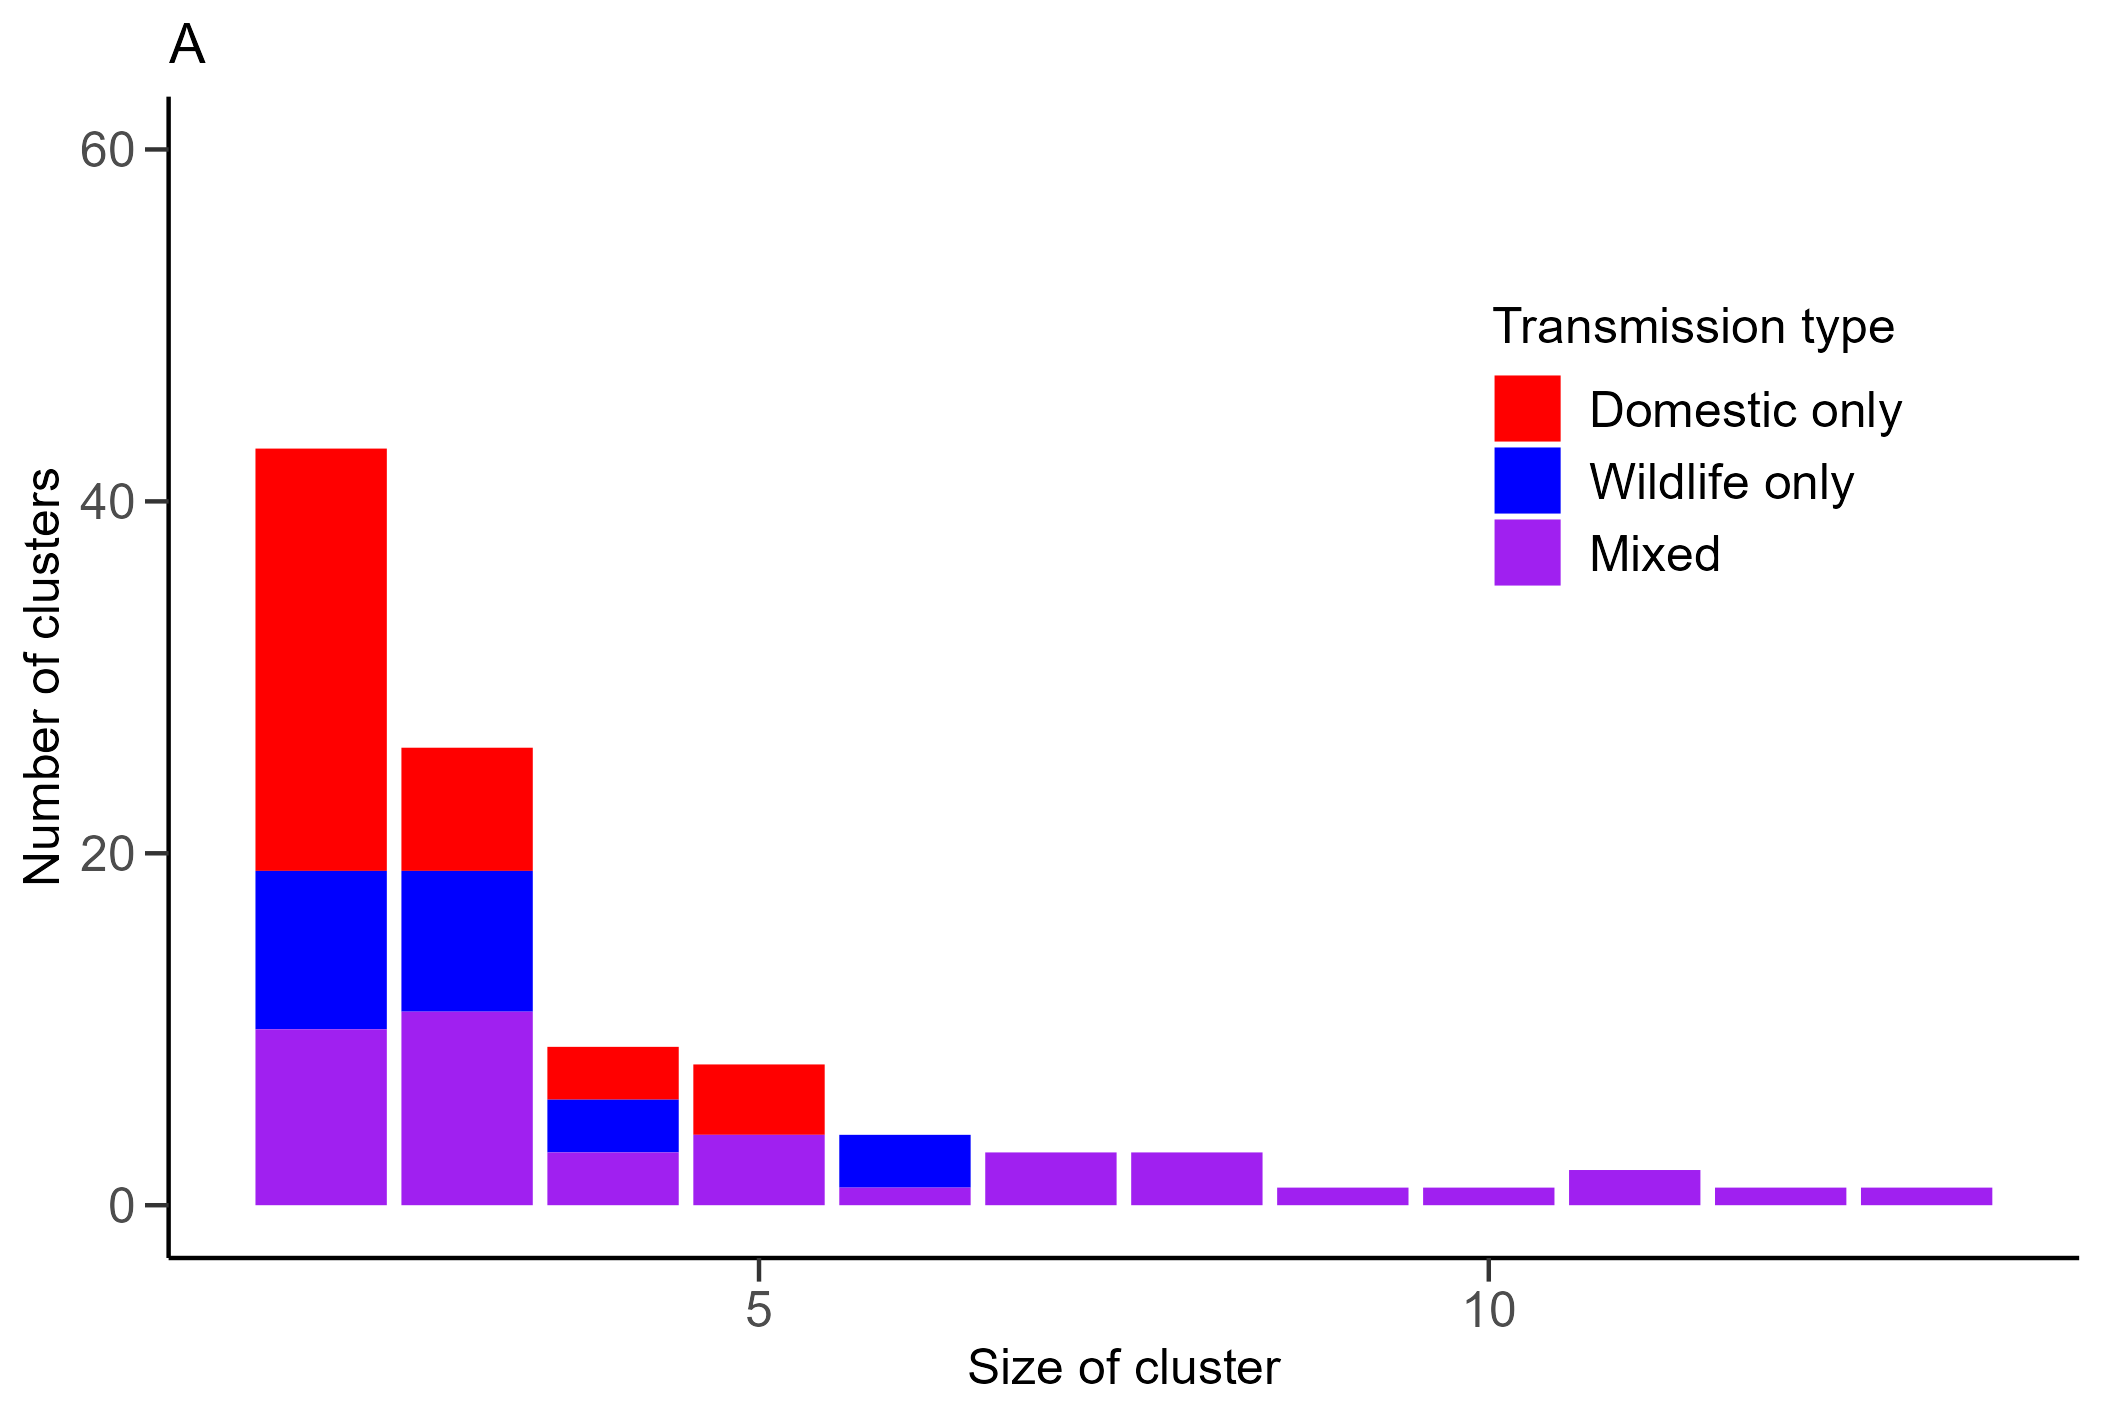 A
60
40
20
0
Number of clusters
Transmission type
Domestic only
Wildlife only
Mixed
5
10
Size of cluster